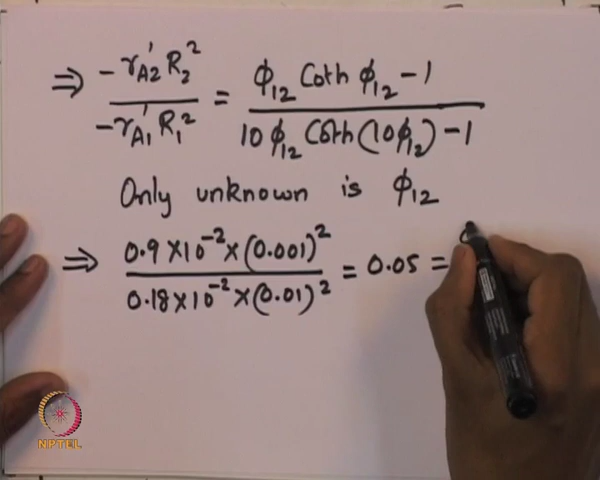 ⇒ -r'A2 R2² / -r'A1 R1² = ϕ12 Coth ϕ12 - 1 / 10 ϕ12 Coth (10ϕ12) - 1
Only unknown is ϕ12
⇒ 0.9 × 10⁻² × (0.001)² / 0.18 × 10⁻² × (0.01)² = 0.05 =
NPTEL